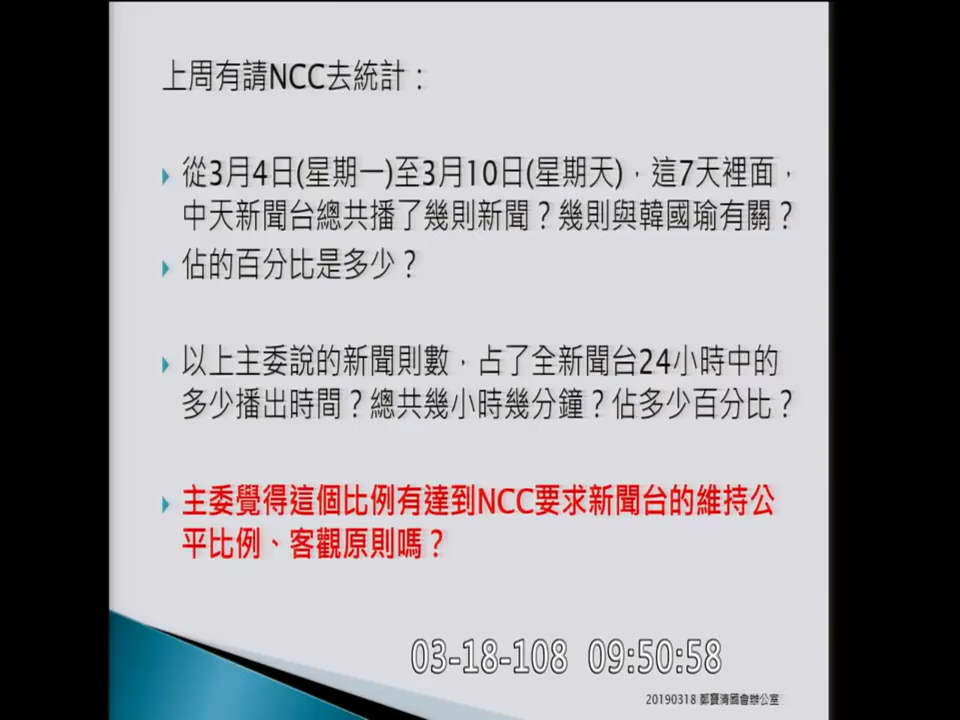 上周有請NCC去統計：
從3月4日(星期一)至3月10日(星期天)，這7天裡面，
中天新聞台總共播了幾則新聞？幾則與韓國瑜有關？
佔的百分比是多少？
以上主委說的新聞則數，占了全新聞台24小時中的
多少播出時間？總共幾小時幾分鐘？佔多少百分比？
主委覺得這個比例有達到NCC要求新聞台的維持公
平比例、客觀原則嗎？
03-18-108 09:50:58
20190318 鄭寶清國會辦公室